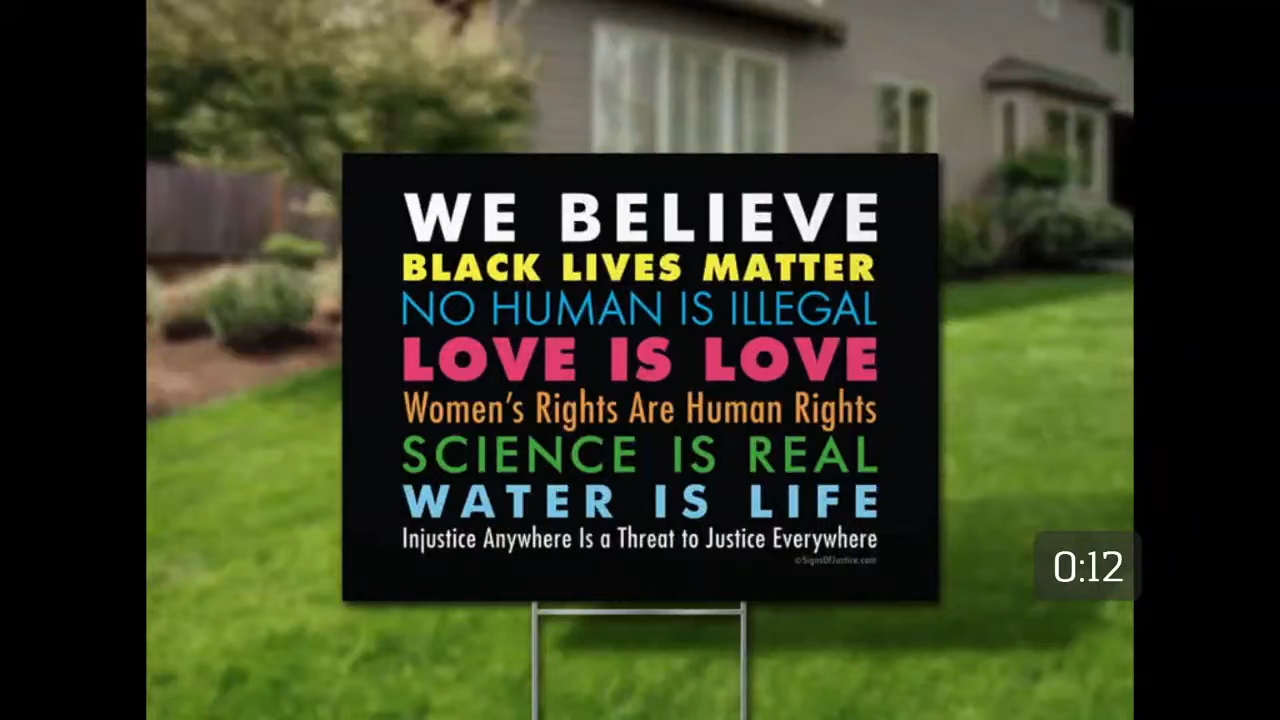 WE BELIEVE
BLACK LIVES MATTER
NO HUMAN IS ILLEGAL
LOVE IS LOVE
Women's Rights Are Human Rights
SCIENCE IS REAL
WATER IS LIFE
Injustice Anywhere Is a Threat to Justice Everywhere
©SignsOfJustice.com
0:12